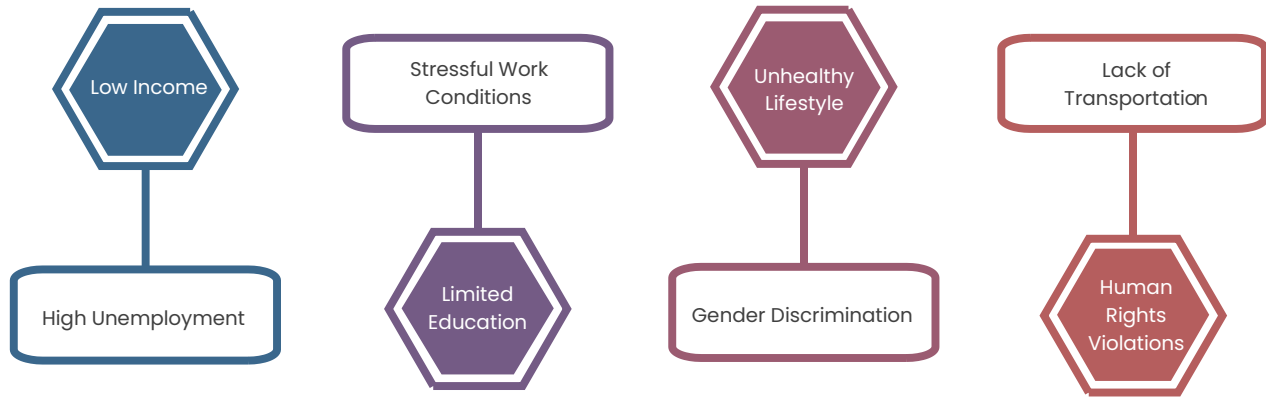 Low Income
High Unemployment
Stressful Work
Conditions
Limited
Education
Unhealthy
Lifestyle
Gender Discrimination
Lack of
Transportation
Human
Rights
Violations